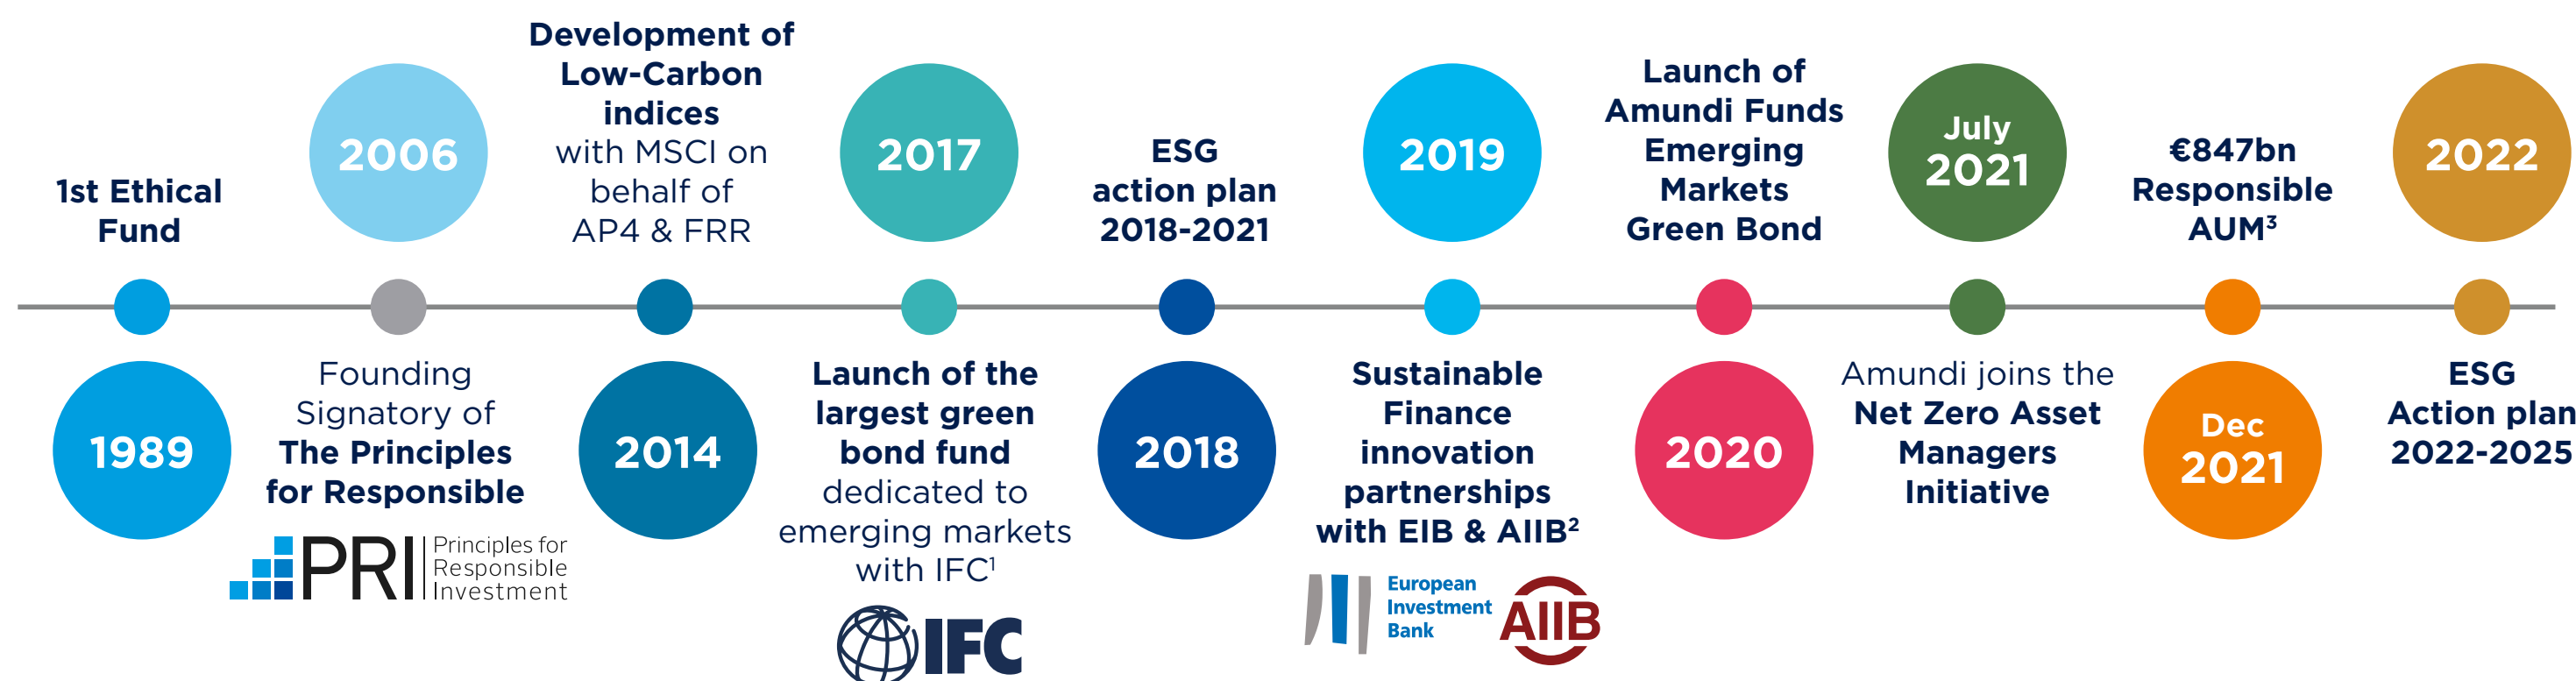 1st Ethical
Fund
1989
2006
Founding
Signatory of
The Principles
for Responsible
PRI
Principles for
Responsible
Investment
Development of
Low-Carbon
indices
with MSCI on
behalf of
AP4 & FRR
2014
2017
Launch of the
largest green
bond fund
dedicated to
emerging markets
with IFC¹
IFC
ESG
action plan
2018-2021
2018
2019
Sustainable
Finance
innovation
partnerships
with EIB & AIIB²
European
Investment
Bank
AIIB
Launch of
Amundi Funds
Emerging
Markets
Green Bond
2020
July
2021
Amundi joins the
Net Zero Asset
Managers
Initiative
€847bn
Responsible
AUM³
Dec
2021
2022
ESG
Action plan
2022-2025